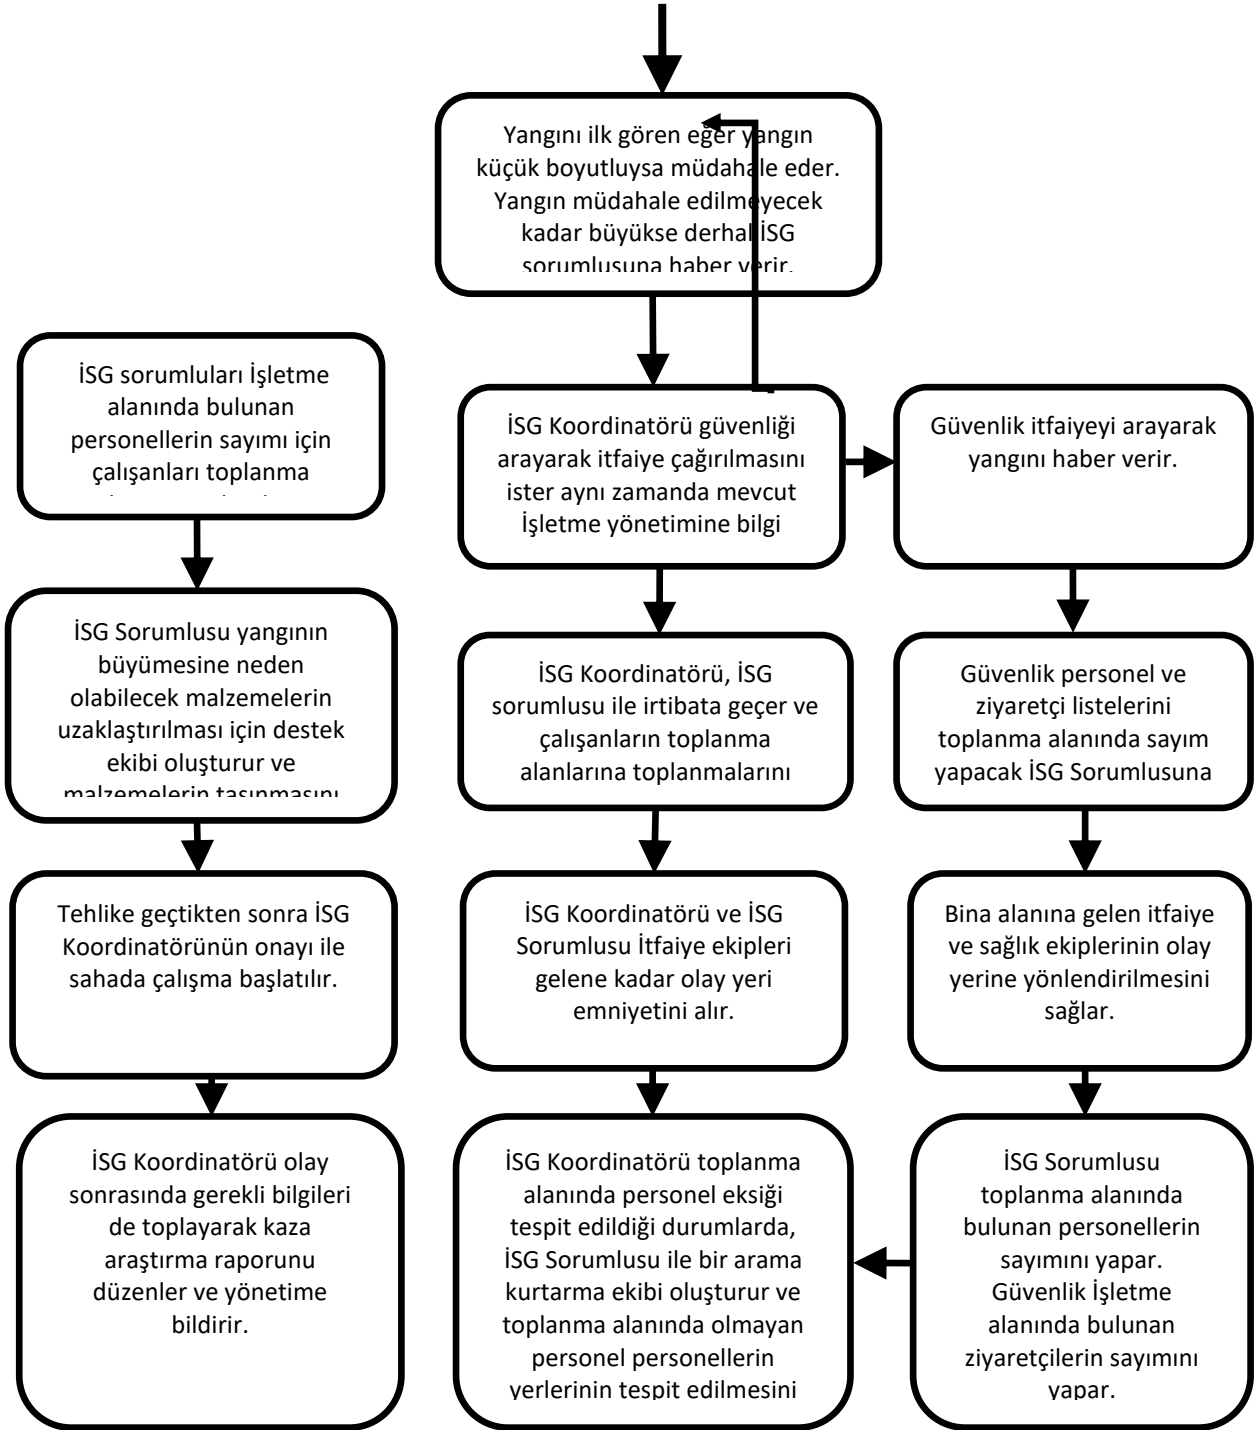 Yangını ilk gören eğer yangın
küçük boyutluysa müdahale eder.
Yangın müdahale edilmeyecek
kadar büyükse derhal İSG
sorumlusuna haber verir.
İSG sorumluları İşletme
alanında bulunan
personellerin sayımı için
çalışanları toplanma
İSG Koordinatörü güvenliği
arayarak itfaiye çağırılmasını
ister aynı zamanda mevcut
İşletme yönetimine bilgi
Güvenlik itfaiyeyi arayarak
yangını haber verir.
İSG Sorumlusu yangının
büyümesine neden
olabilecek malzemelerin
uzaklaştırılması için destek
ekibi oluşturur ve
malzemelerin taşınmasını
İSG Koordinatörü, İSG
sorumlusu ile irtibata geçer ve
çalışanların toplanma
alanlarına toplanmalarını
Güvenlik personel ve
ziyaretçi listelerini
toplanma alanında sayım
yapacak İSG Sorumlusuna
Tehlike geçtikten sonra İSG
Koordinatörünün onayı ile
sahada çalışma başlatılır.
İSG Koordinatörü ve İSG
Sorumlusu İtfaiye ekipleri
gelene kadar olay yeri
emniyetini alır.
Bina alanına gelen itfaiye
ve sağlık ekiplerinin olay
yerine yönlendirilmesini
sağlar.
İSG Koordinatörü olay
sonrasında gerekli bilgileri
de toplayarak kaza
araştırma raporunu
düzenler ve yönetime
bildirir.
İSG Koordinatörü toplanma
alanında personel eksiği
tespit edildiği durumlarda,
İSG Sorumlusu ile bir arama
kurtarma ekibi oluşturur ve
toplanma alanında olmayan
personel personellerin
yerlerinin tespit edilmesini
İSG Sorumlusu
toplanma alanında
bulunan personellerin
sayımını yapar.
Güvenlik İşletme
alanında bulunan
ziyaretçilerin sayımını
yapar.